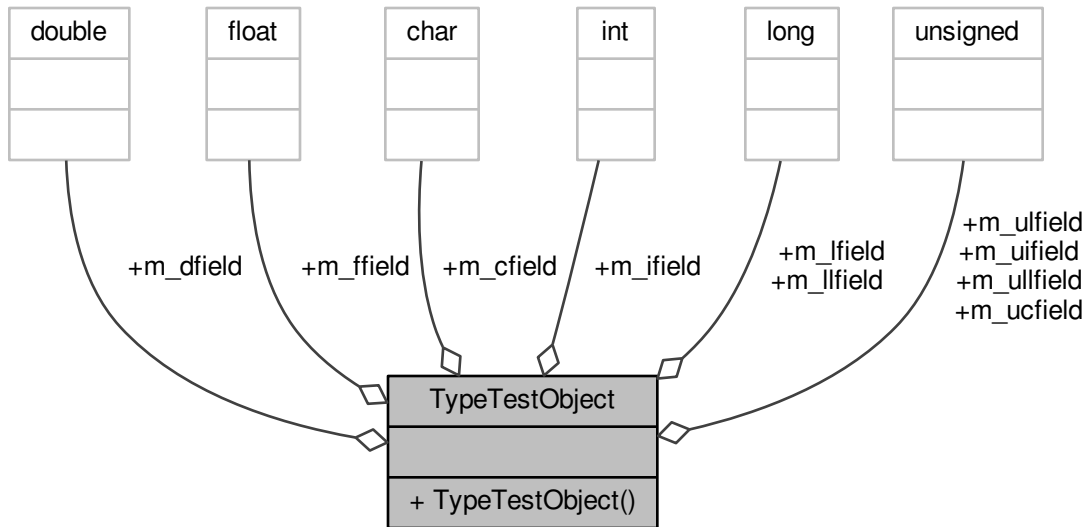 double
float
char
int
long
unsigned
+m_dfield
+m_ffield
+m_cfield
+m_ifield
+m_lfield
+m_llfield
+m_ulfield
+m_uifield
+m_ullfield
+m_ucfield
TypeTestObject
+ TypeTestObject()